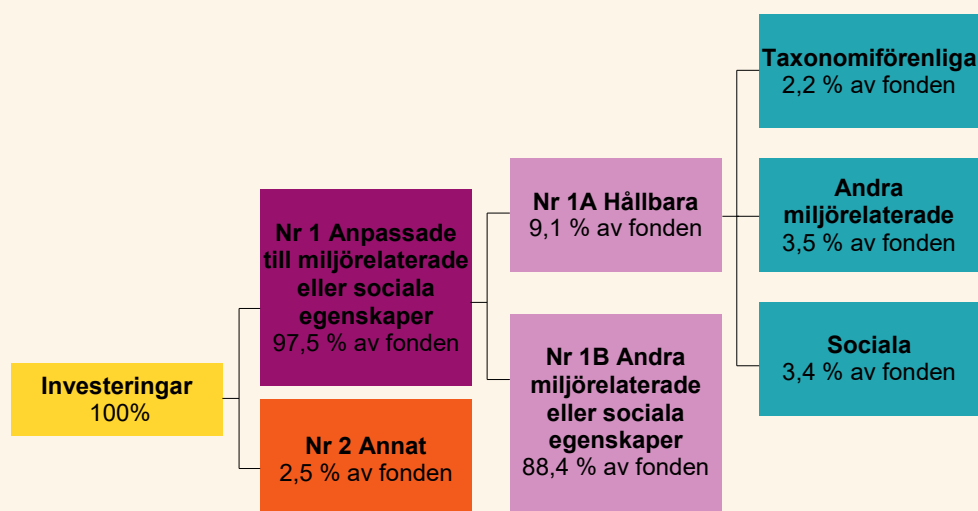 Investeringar
100%
Nr 1 Anpassade
till miljörelaterade
eller sociala
egenskaper
97,5 % av fonden
Nr 2 Annat
2,5 % av fonden
Nr 1A Hållbara
9,1 % av fonden
Nr 1B Andra
miljörelaterade
eller sociala
egenskaper
88,4 % av fonden
Taxonomiförenliga
2,2 % av fonden
Andra
miljörelaterade
3,5 % av fonden
Sociala
3,4 % av fonden